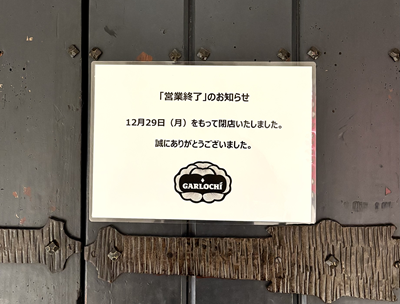 「営業終了」のお知らせ
12月29日（月）をもって閉店いたしました。
誠にありがとうございました。
GARLOCHÍ